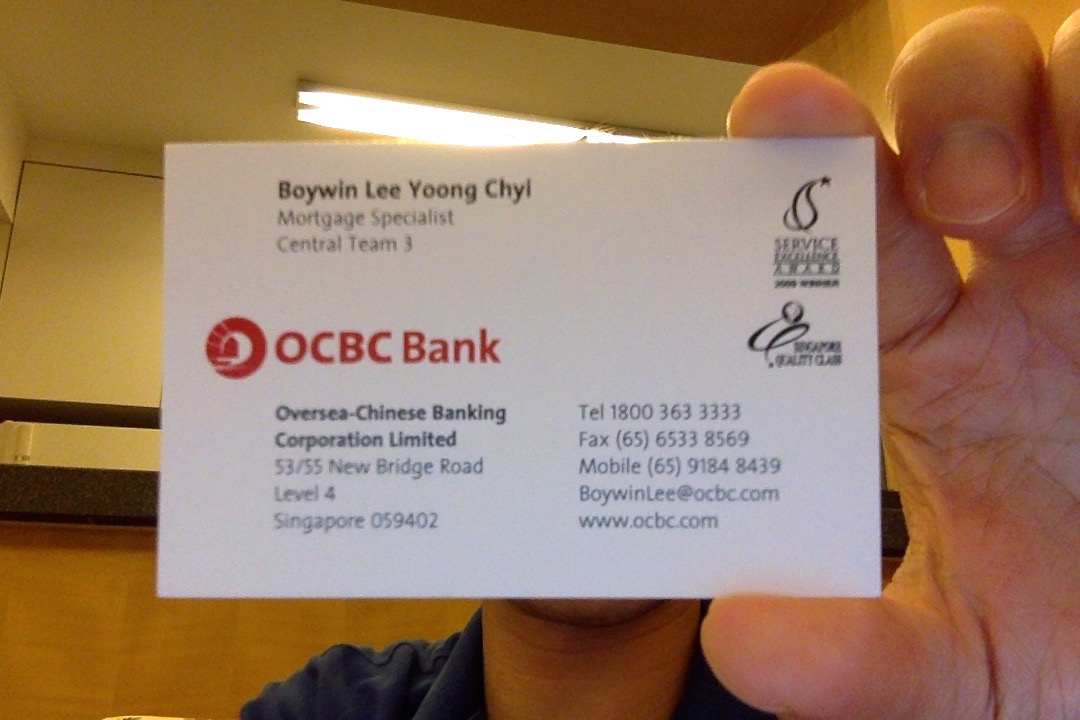 Boywin Lee Yoong Chyi
Mortgage Specialist
Central Team 3
SERVICE
EXCELLENCE
AWARD
2009 WINNER
OCBC Bank
SINGAPORE
QUALITY CLASS
Oversea-Chinese Banking
Corporation Limited
53/55 New Bridge Road
Level 4
Singapore 059402
Tel 1800 363 3333
Fax (65) 6533 8569
Mobile (65) 9184 8439
BoywinLee@ocbc.com
www.ocbc.com